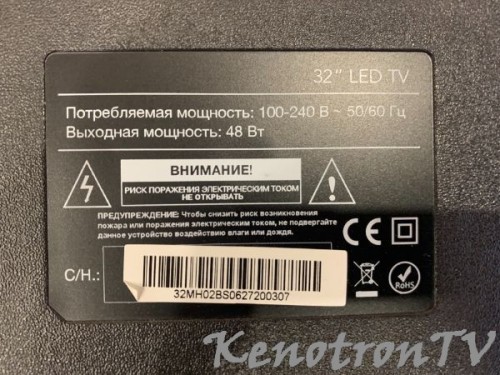 32" LED TV
Потребляемая мощность: 100-240 В ~ 50/60 Гц
Выходная мощность: 48 Вт
ВНИМАНИЕ!
РИСК ПОРАЖЕНИЯ ЭЛЕКТРИЧЕСКИМ ТОКОМ
НЕ ОТКРЫВАТЬ
ПРЕДУПРЕЖДЕНИЕ: Чтобы снизить риск возникновения
пожара или поражения электрическим током, не подвергайте
данное устройство воздействию влаги или дождя.
CE
С/Н.:
32MH02BS0627200307
RoHS
KenotronTV